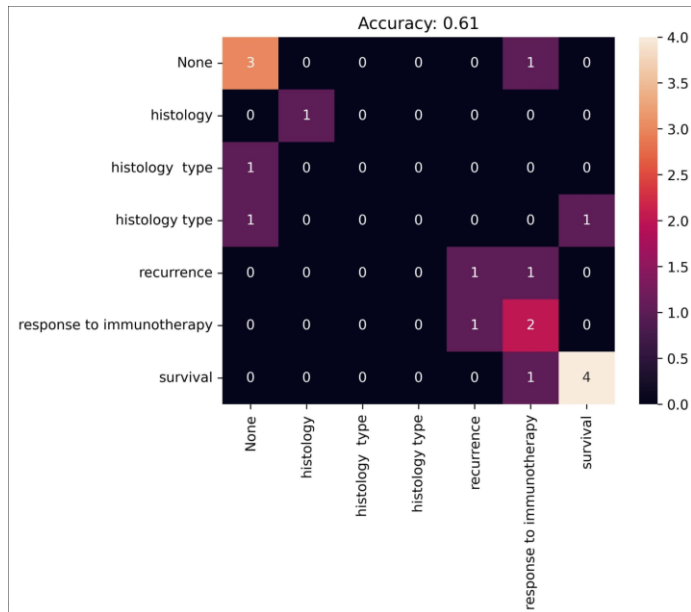 Accuracy: 0.61
None 3 0 0 0 0 1 0
histology 0 1 0 0 0 0 0
histology  type 1 0 0 0 0 0 0
histology type 1 0 0 0 0 0 1
recurrence 0 0 0 0 1 1 0
response to immunotherapy 0 0 0 0 1 2 0
survival 0 0 0 0 0 1 4
None
histology
histology  type
histology type
recurrence
response to immunotherapy
survival
4.0
3.5
3.0
2.5
2.0
1.5
1.0
0.5
0.0